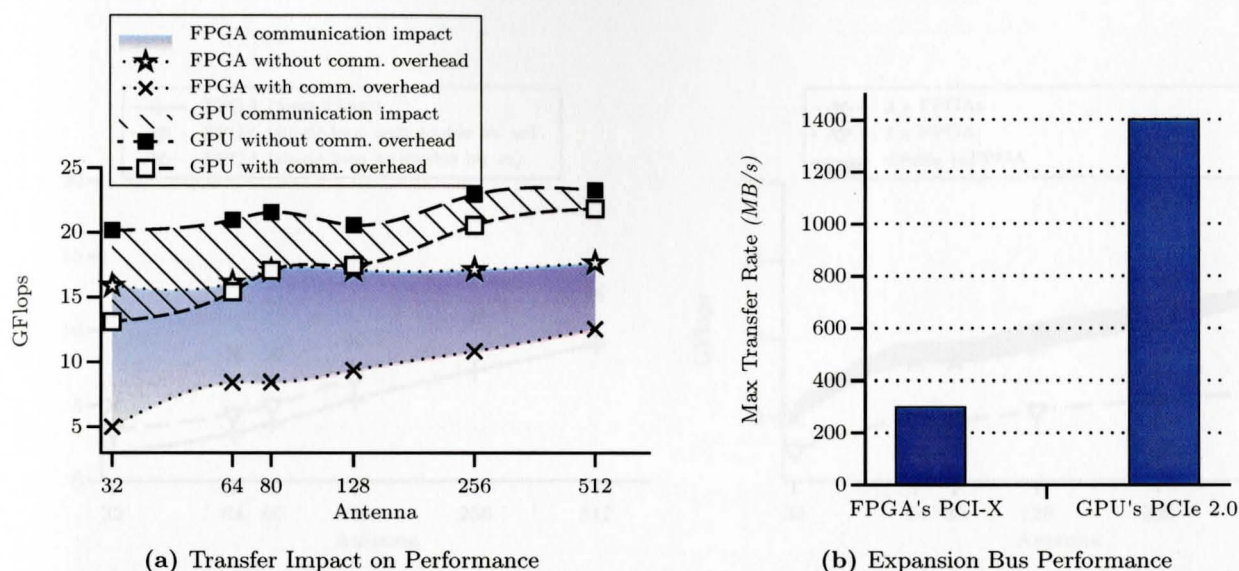 FPGA communication impact
FPGA without comm. overhead
FPGA with comm. overhead
GPU communication impact
GPU without comm. overhead
GPU with comm. overhead
25
20
15
10
5
GFlops
32 64 80 128 256 512
Antenna
(a) Transfer Impact on Performance
1400
1200
1000
800
600
400
200
0
Max Transfer Rate (MB/s)
FPGA's PCI-X GPU's PCIe 2.0
(b) Expansion Bus Performance